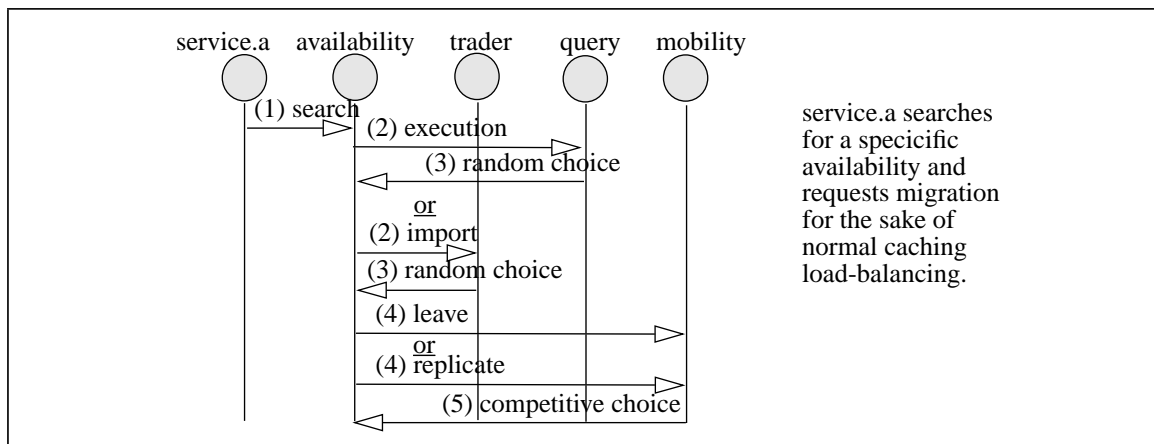 service.a availability trader query mobility
(1) search
(2) execution
(3) random choice
or
(2) import
(3) random choice
(4) leave
or
(4) replicate
(5) competitive choice
service.a searches
for a specicific
availability and
requests migration
for the sake of
normal caching
load-balancing.